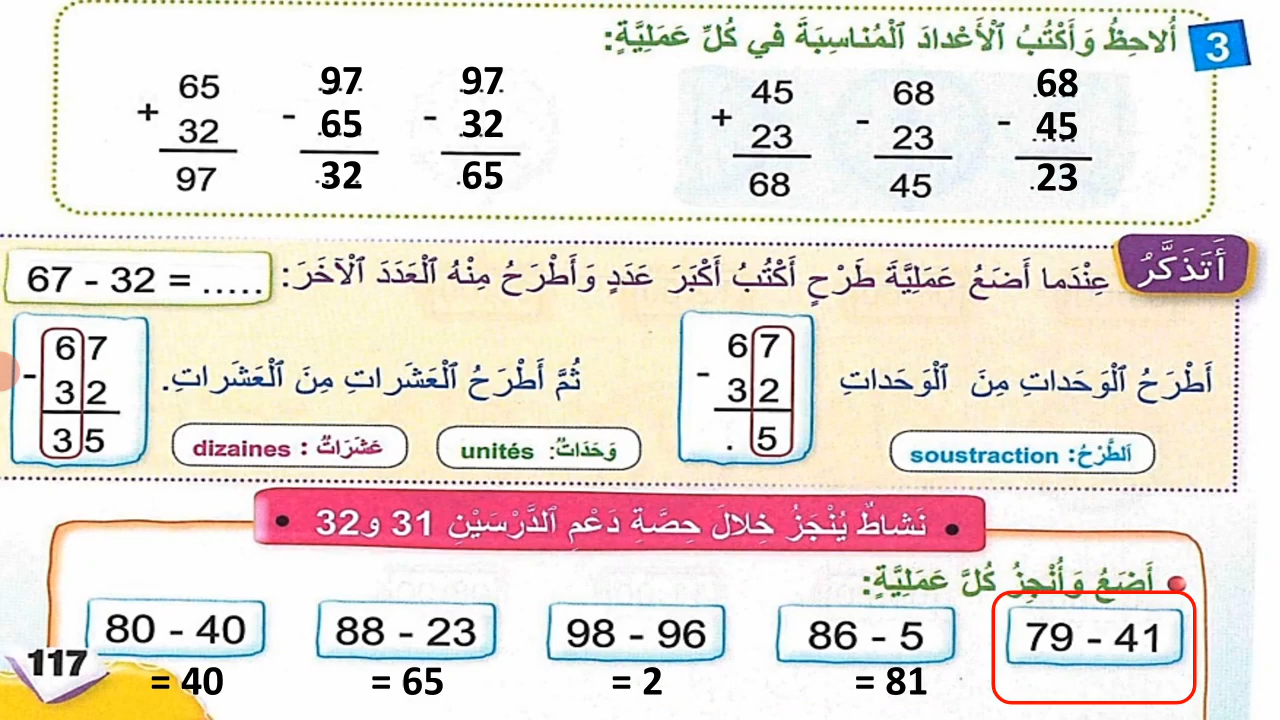 3 أُلاحِظُ وَأَكْتُبُ ٱلْأَعْدادَ ٱلْمُناسِبَةَ في كُلِّ عَمَلِيَّةٍ:
65 97 97 45 68 68
+ - - + - -
32 65 32 23 23 45
97 32 65 68 45 23
أَتَذَكَّرُ
عِنْدَما أَضَعُ عَمَلِيَّةَ طَرْحٍ أَكْتُبُ أَكْبَرَ عَدَدٍ وَأَطْرَحُ مِنْهُ ٱلْعَدَدَ ٱلْآخَرَ: 67 - 32 = .....
أَطْرَحُ ٱلْوَحَداتِ مِنَ ٱلْوَحَداتِ
67
- 32
. 5
ثُمَّ أَطْرَحُ ٱلْعَشَراتِ مِنَ ٱلْعَشَراتِ.
67
- 32
35
اَلطَّرْحُ: soustraction
وَحَدَاتٌ: unités
عَشَرَاتٌ : dizaines
• نَشاطٌ يُنْجَزُ خِلالَ حِصَّةِ دَعْمِ ٱلدَّرْسَيْنِ 31 و32 •
• أَضَعُ وَأُنْجِزُ كُلَّ عَمَلِيَّةٍ:
80 - 40 88 - 23 98 - 96 86 - 5 79 - 41
= 40 = 65 = 2 = 81
117